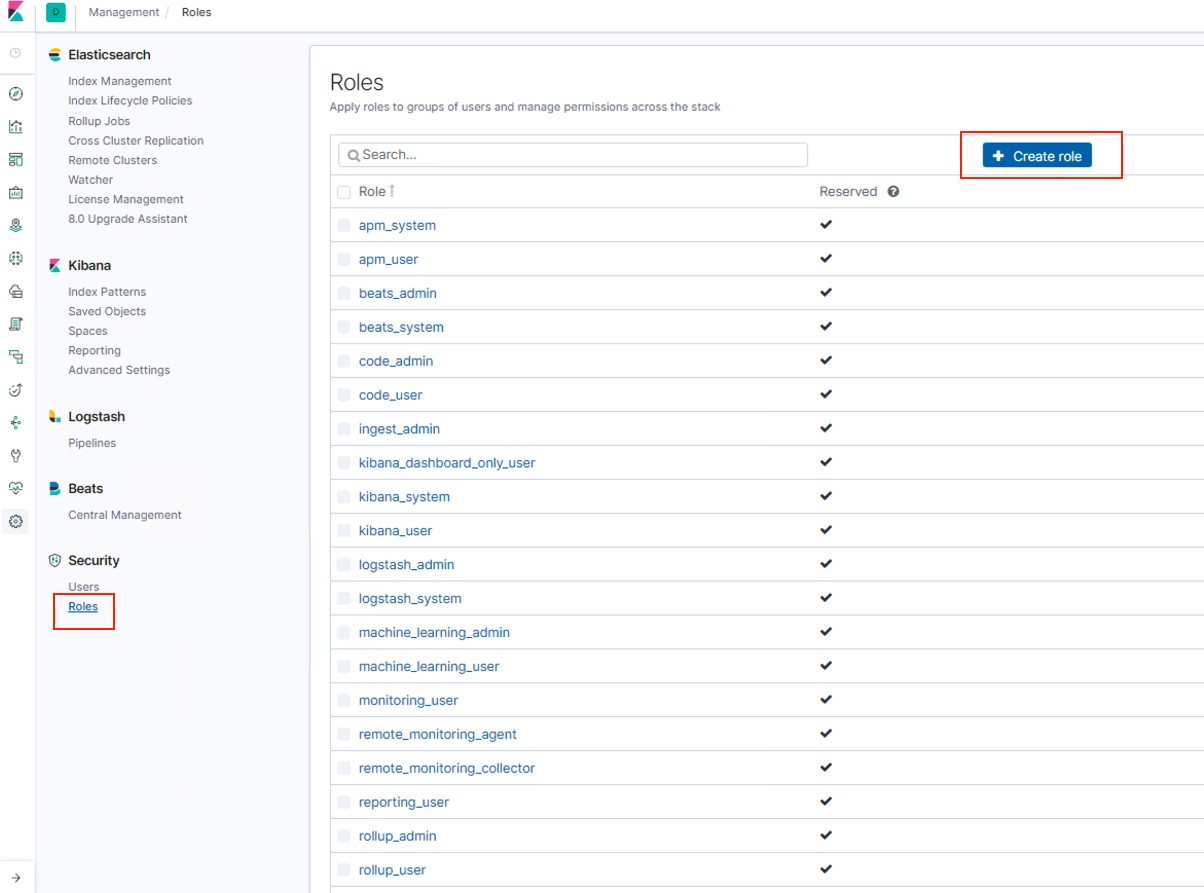 D Management / Roles
Elasticsearch
Index Management
Index Lifecycle Policies
Rollup Jobs
Cross Cluster Replication
Remote Clusters
Watcher
License Management
8.0 Upgrade Assistant
Kibana
Index Patterns
Saved Objects
Spaces
Reporting
Advanced Settings
Logstash
Pipelines
Beats
Central Management
Security
Users
Roles
Roles
Apply roles to groups of users and manage permissions across the stack
Search...
+ Create role
Role ↑ Reserved ?
apm_system
apm_user
beats_admin
beats_system
code_admin
code_user
ingest_admin
kibana_dashboard_only_user
kibana_system
kibana_user
logstash_admin
logstash_system
machine_learning_admin
machine_learning_user
monitoring_user
remote_monitoring_agent
remote_monitoring_collector
reporting_user
rollup_admin
rollup_user